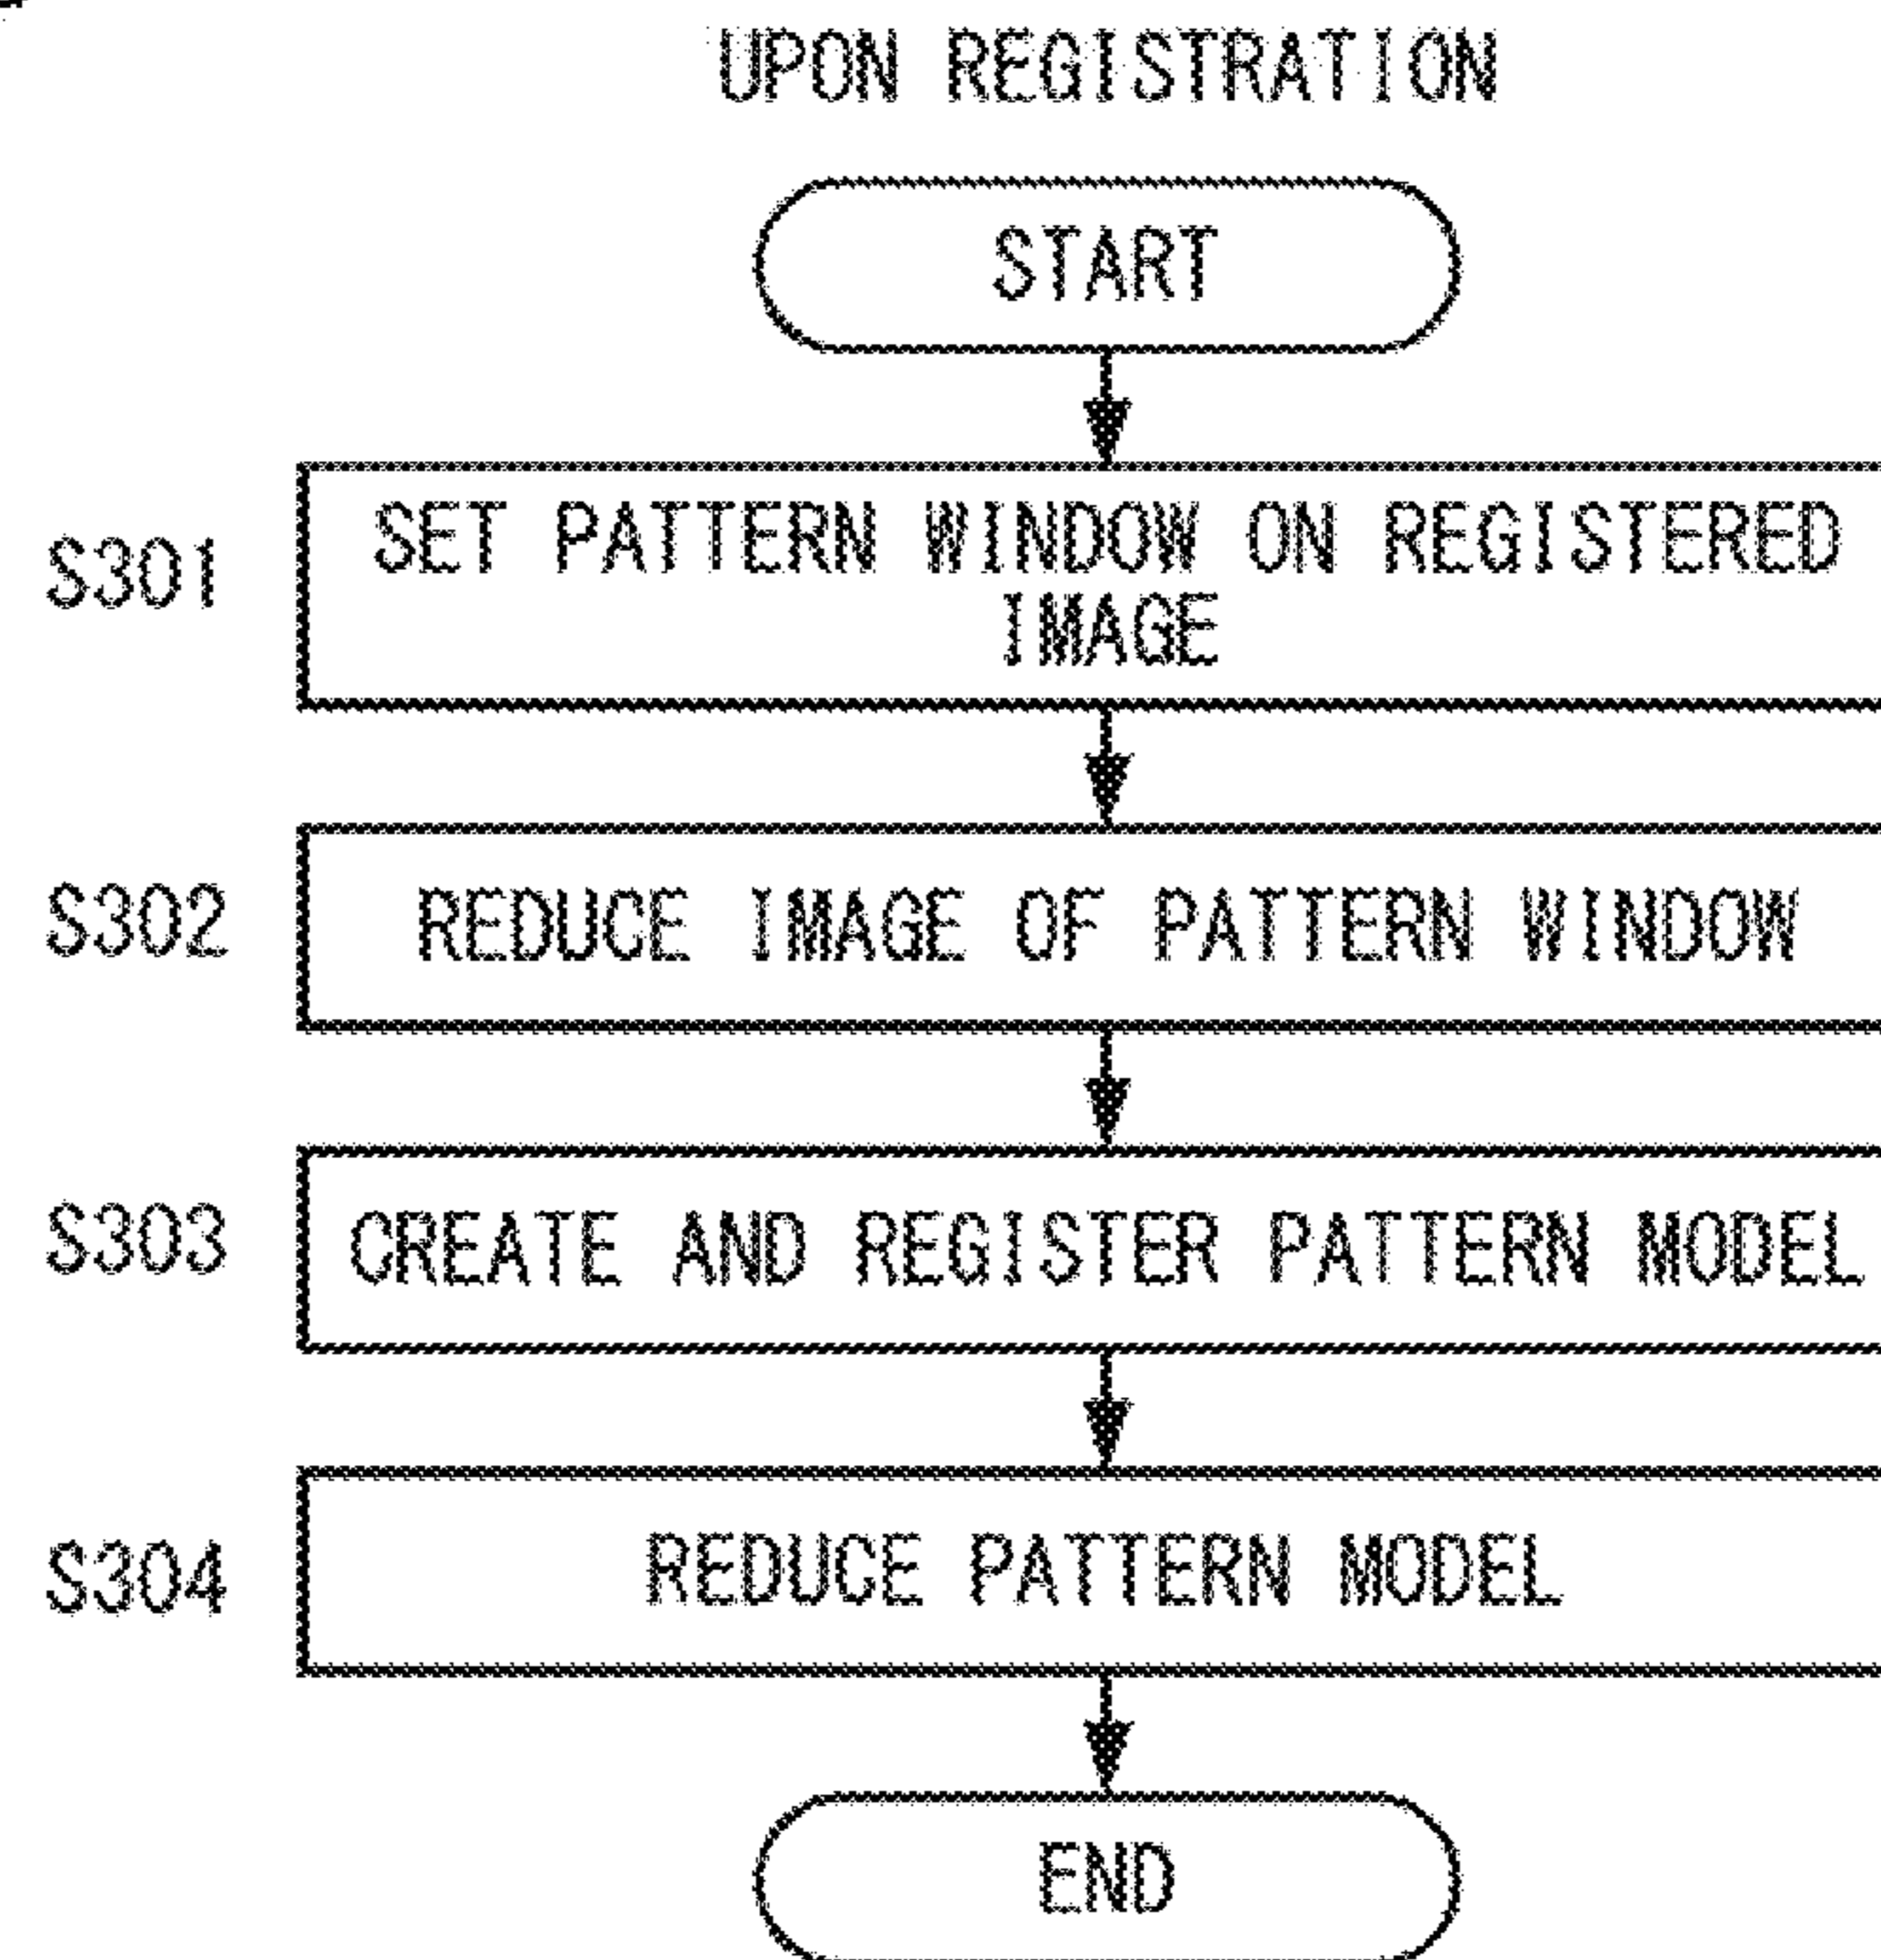 UPON REGISTRATION
START
S301
SET PATTERN WINDOW ON REGISTERED
IMAGE
S302
REDUCE IMAGE OF PATTERN WINDOW
S303
CREATE AND REGISTER PATTERN MODEL
S304
REDUCE PATTERN MODEL
END